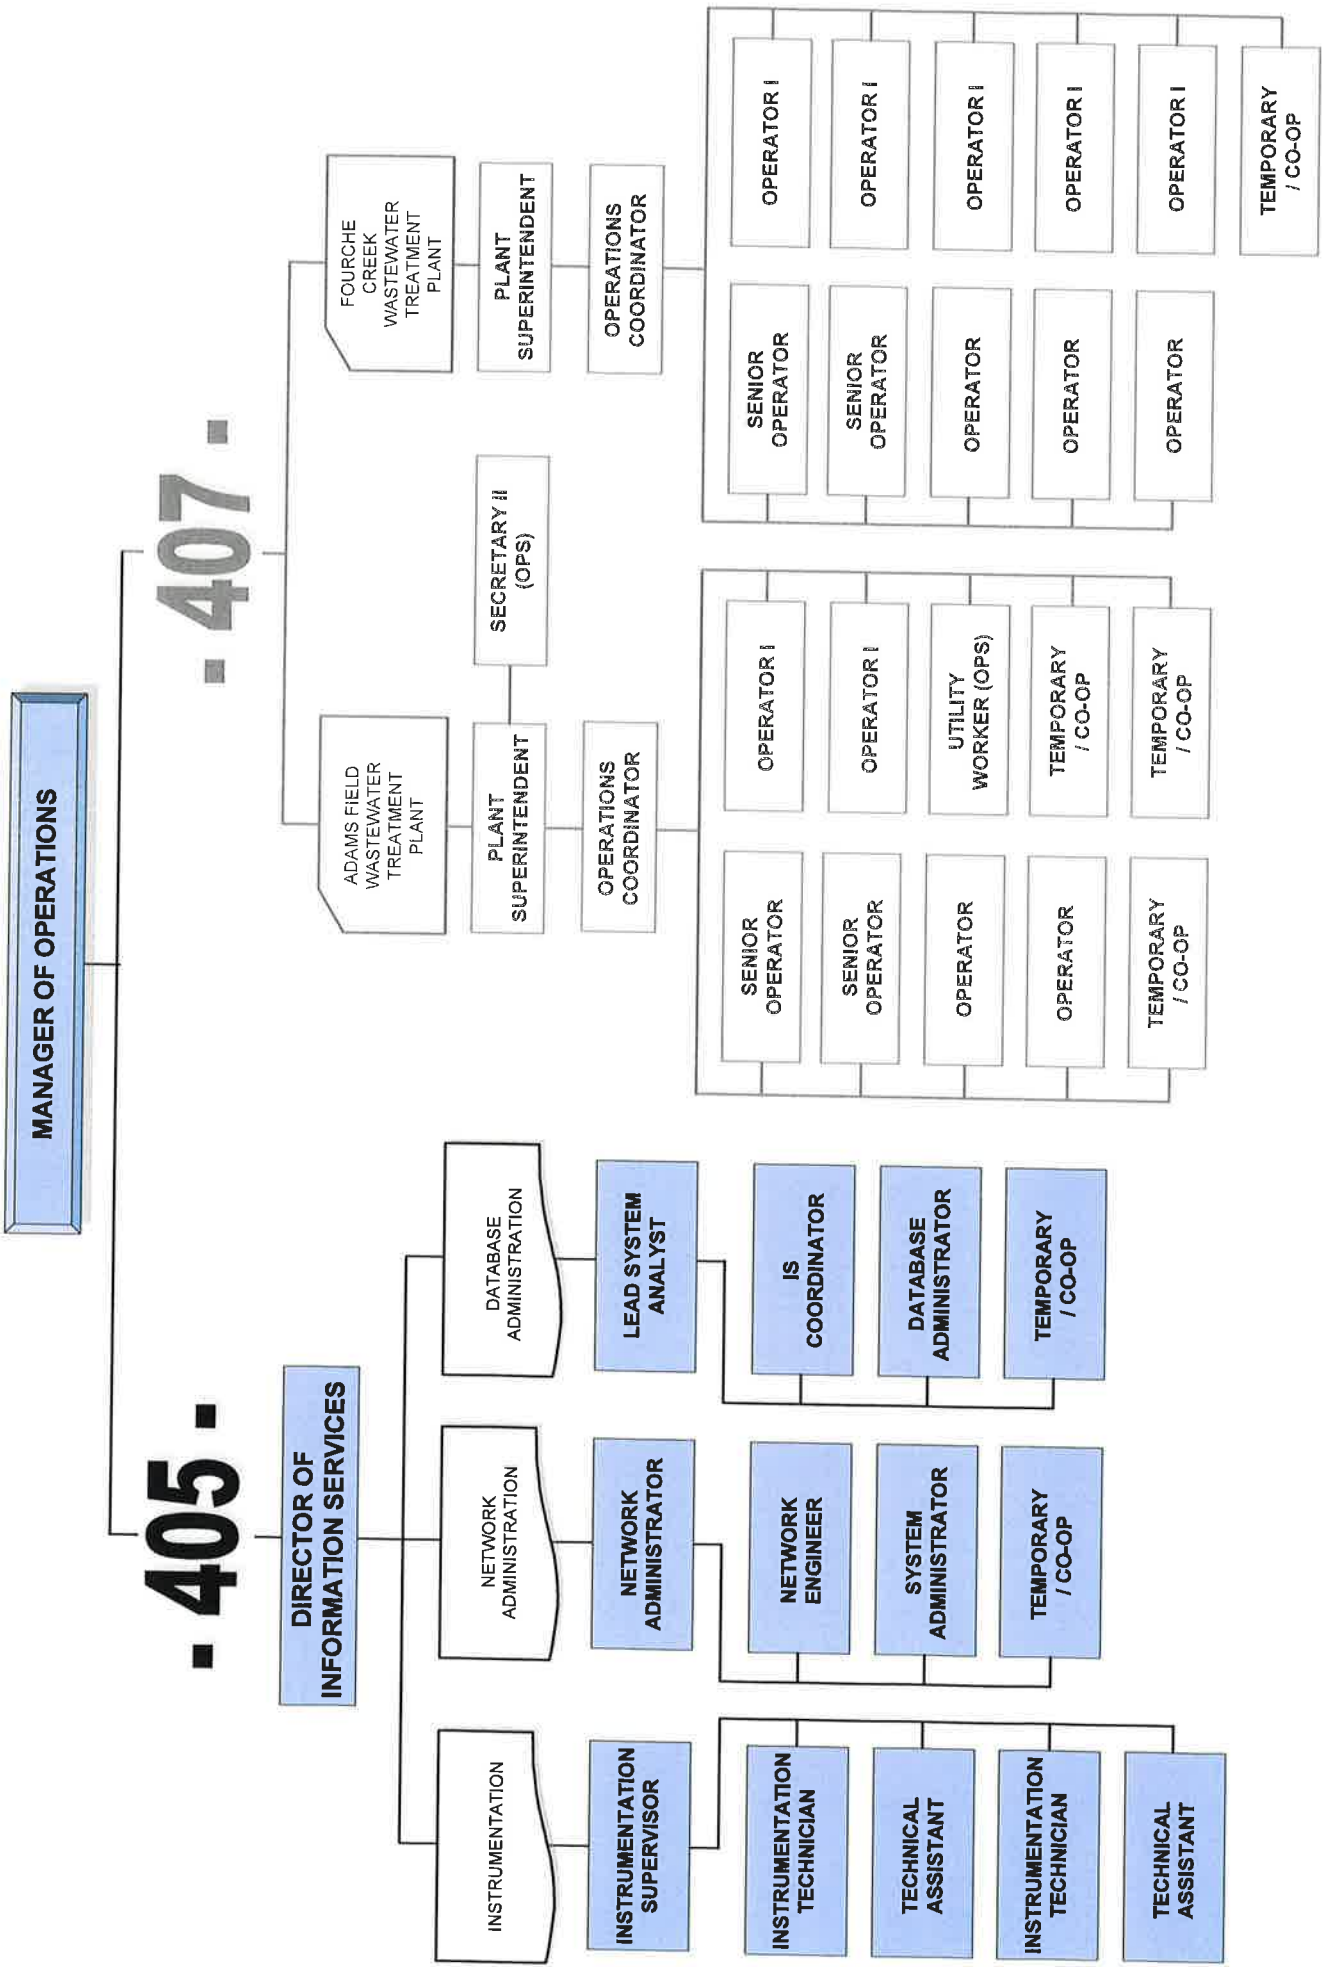 MANAGER OF OPERATIONS
- 405 -
DIRECTOR OF
INFORMATION SERVICES
INSTRUMENTATION
INSTRUMENTATION
SUPERVISOR
INSTRUMENTATION
TECHNICIAN
TECHNICAL
ASSISTANT
INSTRUMENTATION
TECHNICIAN
TECHNICAL
ASSISTANT
NETWORK
ADMINISTRATION
NETWORK
ADMINISTRATOR
NETWORK
ENGINEER
SYSTEM
ADMINISTRATOR
TEMPORARY
/ CO-OP
DATABASE
ADMINISTRATION
LEAD SYSTEM
ANALYST
IS
COORDINATOR
DATABASE
ADMINISTRATOR
TEMPORARY
/ CO-OP
- 407 -
ADAMS FIELD
WASTEWATER
TREATMENT
PLANT
PLANT
SUPERINTENDENT
SECRETARY II
(OPS)
OPERATIONS
COORDINATOR
SENIOR
OPERATOR
SENIOR
OPERATOR
OPERATOR
OPERATOR
TEMPORARY
/ CO-OP
OPERATOR I
OPERATOR I
UTILITY
WORKER (OPS)
TEMPORARY
/ CO-OP
TEMPORARY
/ CO-OP
FOURCHE
CREEK
WASTEWATER
TREATMENT
PLANT
PLANT
SUPERINTENDENT
OPERATIONS
COORDINATOR
SENIOR
OPERATOR
SENIOR
OPERATOR
OPERATOR
OPERATOR
OPERATOR
OPERATOR I
OPERATOR I
OPERATOR I
OPERATOR I
OPERATOR I
TEMPORARY
/ CO-OP